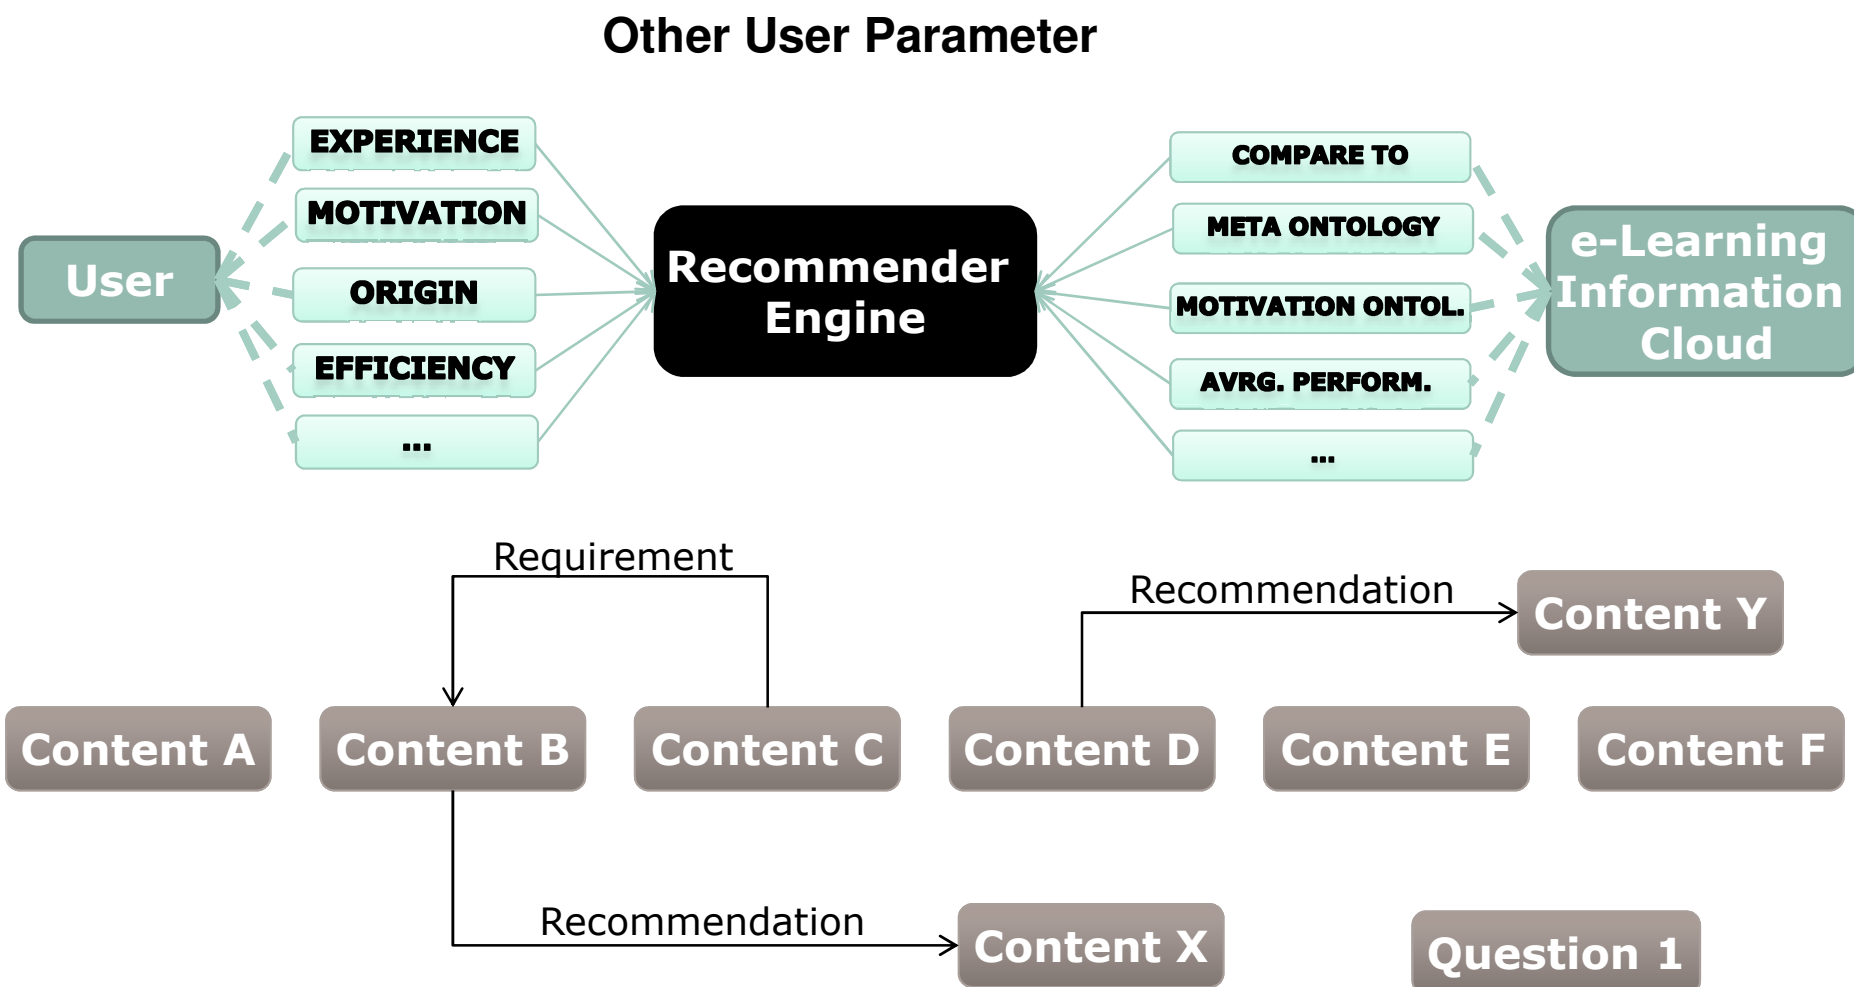 Other User Parameter
EXPERIENCE
MOTIVATION
ORIGIN
EFFICIENCY
...
User
Recommender
Engine
COMPARE TO
META ONTOLOGY
MOTIVATION ONTOL.
AVRG. PERFORM.
...
e-Learning
Information
Cloud
Requirement
Recommendation
Content Y
Content A
Content B
Content C
Content D
Content E
Content F
Recommendation
Content X
Question 1